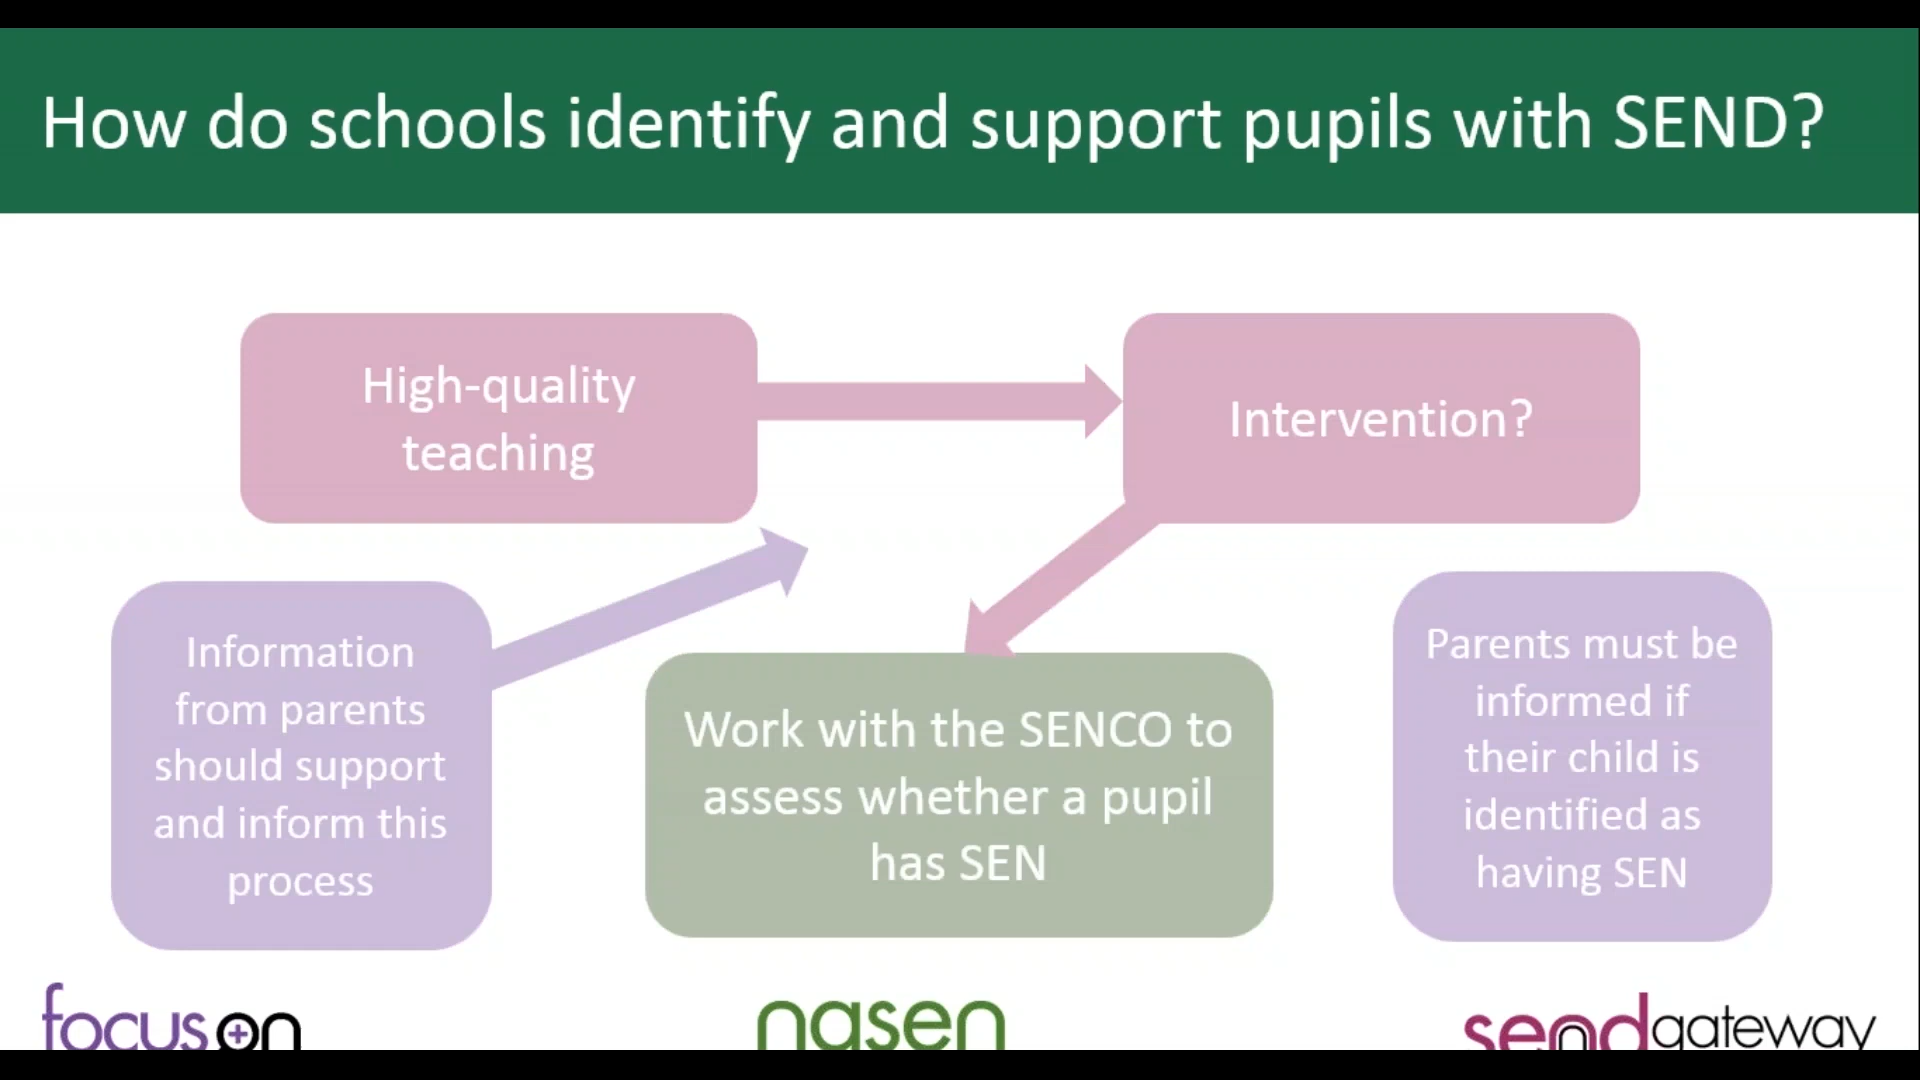 How do schools identify and support pupils with SEND?
High-quality
teaching
Intervention?
Information
from parents
should support
and inform this
process
Work with the SENCO to
assess whether a pupil
has SEN
Parents must be
informed if
their child is
identified as
having SEN
focus on
nasen
sendgateway